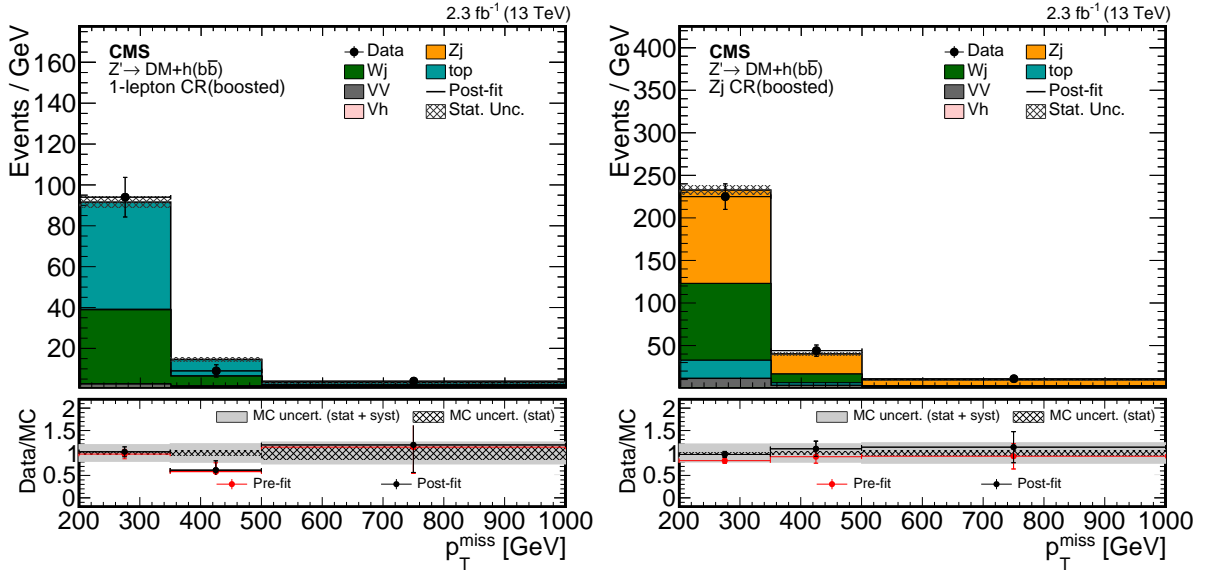 2.3 fb⁻¹ (13 TeV)
CMS
Z'→ DM+h(bb̅)
1-lepton CR(boosted)
Data
Zj
Wj
top
VV
Post-fit
Vh
Stat. Unc.
Events / GeV
160
140
120
100
80
60
40
20
MC uncert. (stat + syst)
MC uncert. (stat)
Data/MC
2
1.5
1
0.5
0
Pre-fit
Post-fit
200 300 400 500 600 700 800 900 1000
p_T^miss [GeV]
2.3 fb⁻¹ (13 TeV)
CMS
Z'→ DM+h(bb̅)
Zj CR(boosted)
Data
Zj
Wj
top
VV
Post-fit
Vh
Stat. Unc.
Events / GeV
400
350
300
250
200
150
100
50
MC uncert. (stat + syst)
MC uncert. (stat)
Data/MC
2
1.5
1
0.5
0
Pre-fit
Post-fit
200 300 400 500 600 700 800 900 1000
p_T^miss [GeV]